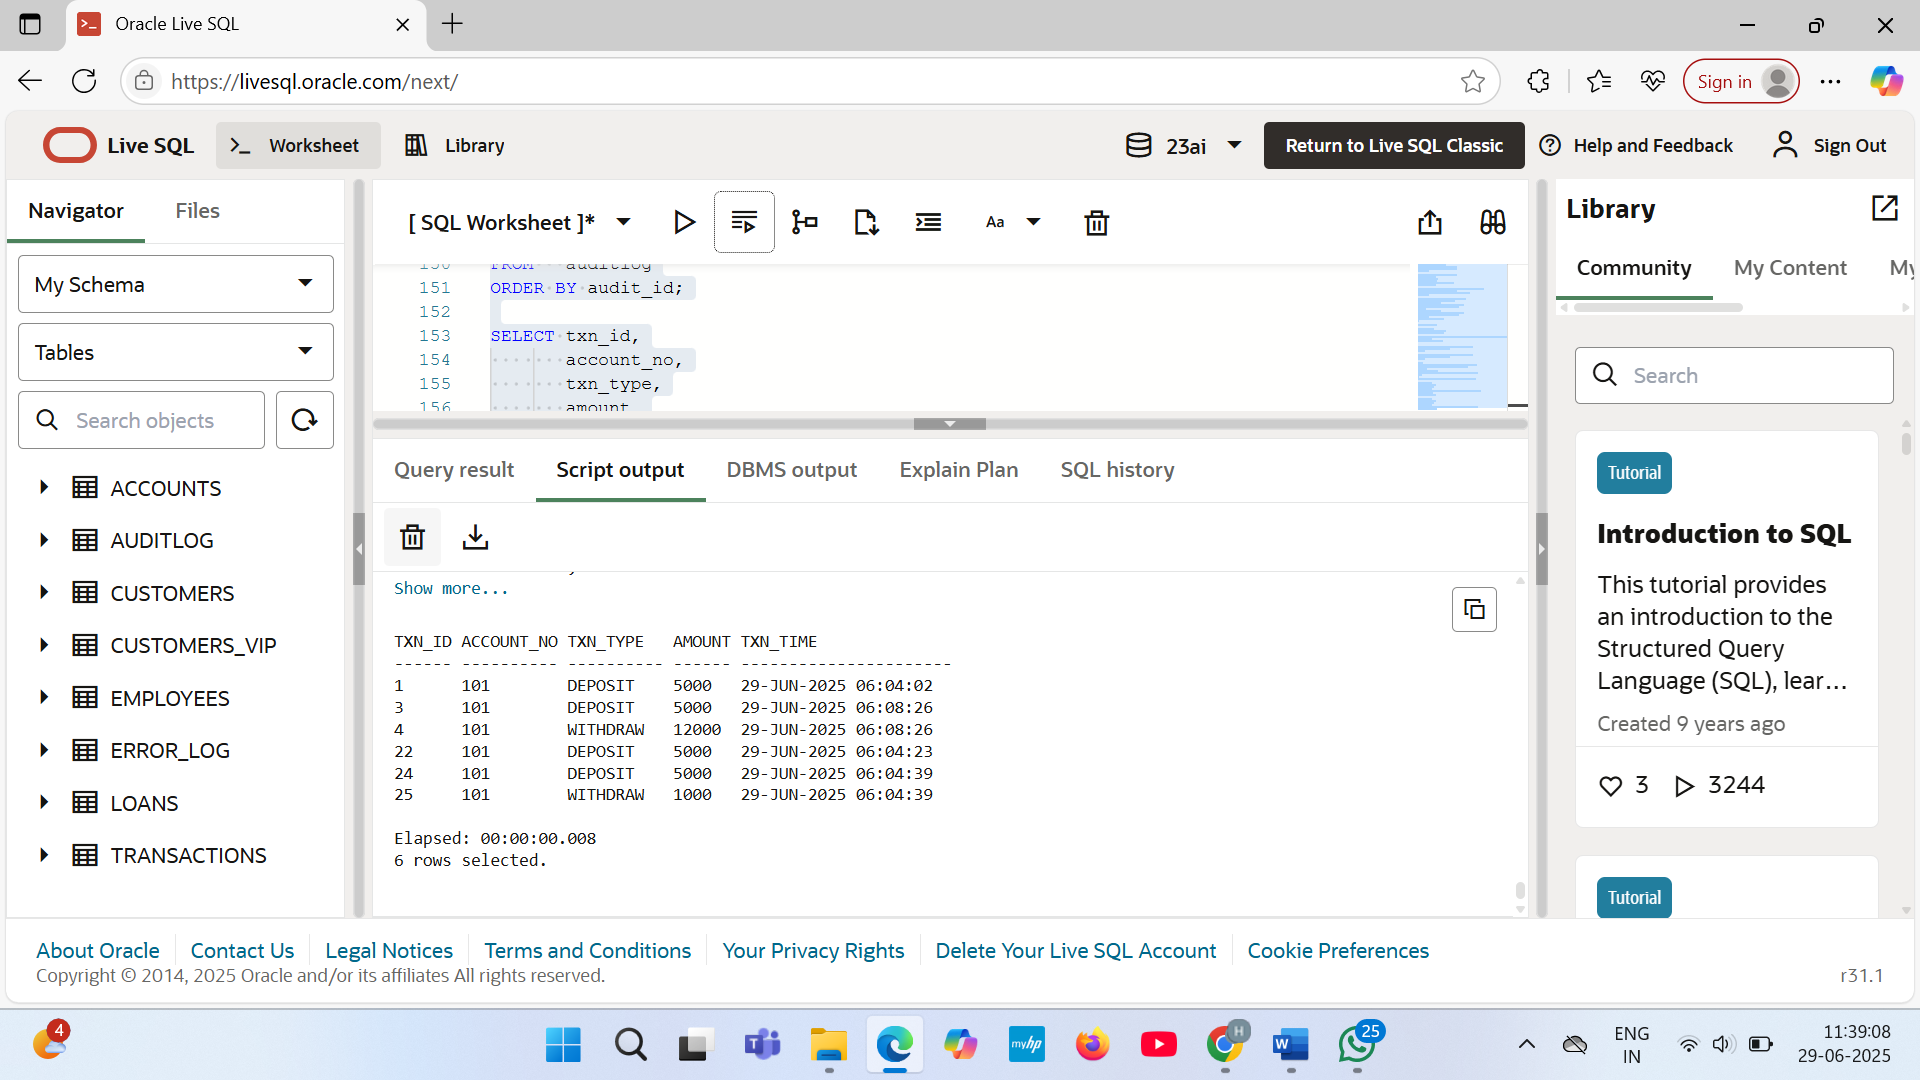 Oracle Live SQL
https://livesql.oracle.com/next/
Sign in
Live SQL
Worksheet
Library
23ai
Return to Live SQL Classic
Help and Feedback
Sign Out
Navigator
Files
My Schema
Tables
Search objects
ACCOUNTS
AUDITLOG
CUSTOMERS
CUSTOMERS_VIP
EMPLOYEES
ERROR_LOG
LOANS
TRANSACTIONS
[ SQL Worksheet ]*
Aa
150 FROM auditlog
151 ORDER BY audit_id;
152
153 SELECT txn_id,
154 account_no,
155 txn_type,
156 amount
Query result
Script output
DBMS output
Explain Plan
SQL history
Show more...
TXN_ID ACCOUNT_NO TXN_TYPE AMOUNT TXN_TIME
------ ---------- ---------- ------ ----------------------
1 101 DEPOSIT 5000 29-JUN-2025 06:04:02
3 101 DEPOSIT 5000 29-JUN-2025 06:08:26
4 101 WITHDRAW 12000 29-JUN-2025 06:08:26
22 101 DEPOSIT 5000 29-JUN-2025 06:04:23
24 101 DEPOSIT 5000 29-JUN-2025 06:04:39
25 101 WITHDRAW 1000 29-JUN-2025 06:04:39
Elapsed: 00:00:00.008
6 rows selected.
Library
Community
My Content
My
Search
Tutorial
Introduction to SQL
This tutorial provides
an introduction to the
Structured Query
Language (SQL), lear...
Created 9 years ago
3
3244
Tutorial
About Oracle
Contact Us
Legal Notices
Terms and Conditions
Your Privacy Rights
Delete Your Live SQL Account
Cookie Preferences
Copyright © 2014, 2025 Oracle and/or its affiliates All rights reserved.
r31.1
4
myhp
H
25
ENG
IN
11:39:08
29-06-2025